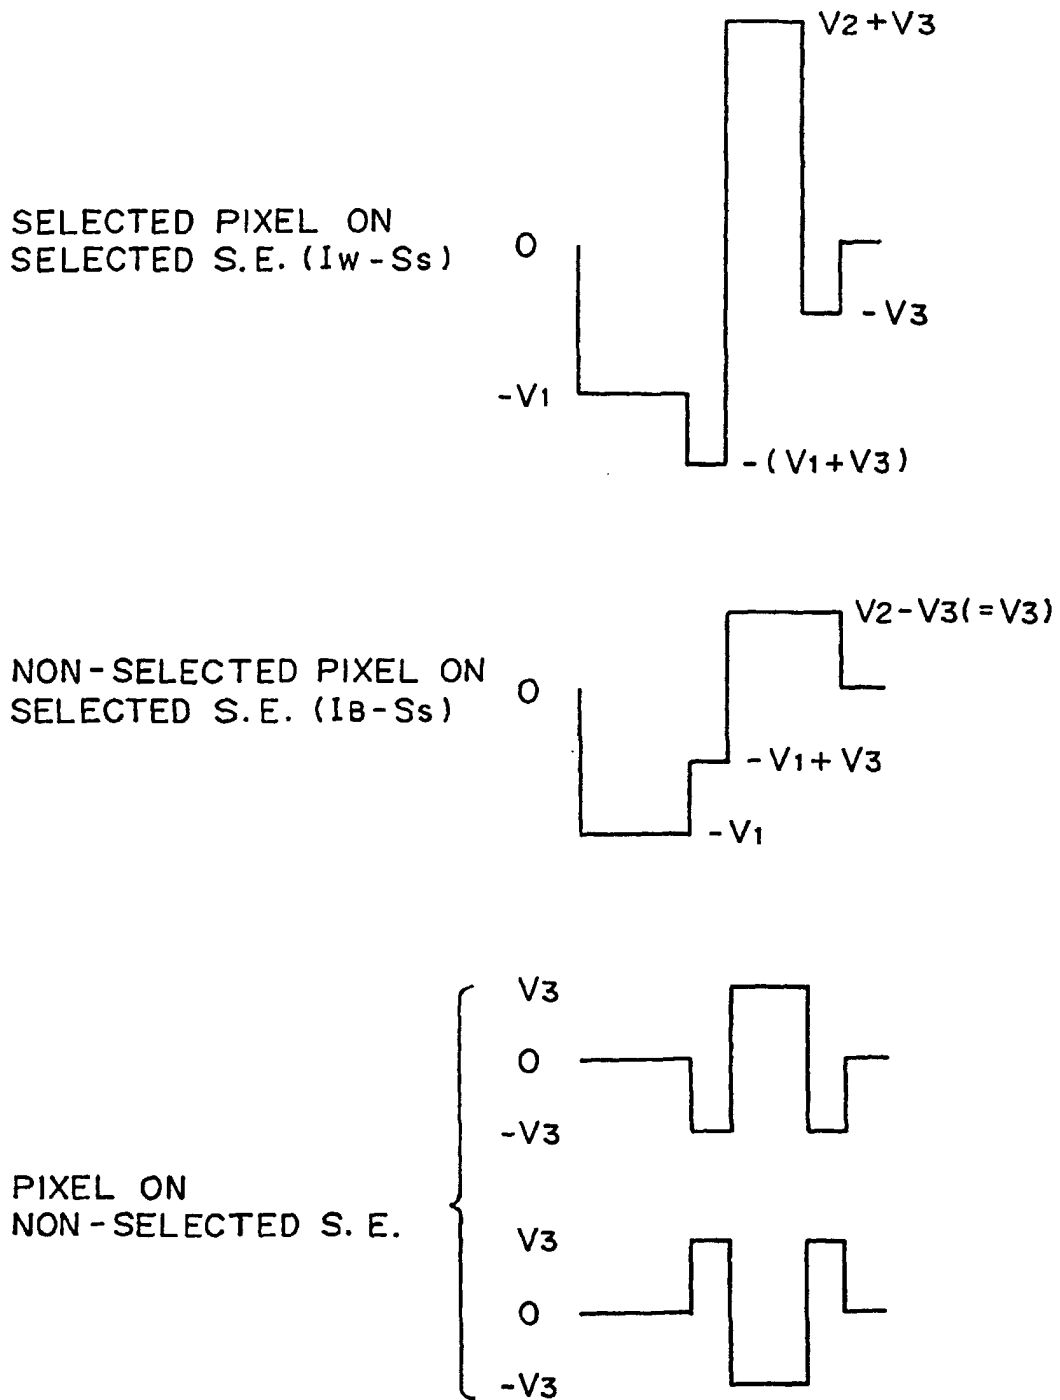 V2+V3
SELECTED PIXEL ON
SELECTED S.E. (IW-SS)
0
-V3
-V1
-(V1+V3)
V2-V3(=V3)
NON-SELECTED PIXEL ON
SELECTED S.E. (IB-SS)
0
-V1+V3
-V1
V3
0
-V3
PIXEL ON
NON-SELECTED S. E.
V3
0
-V3